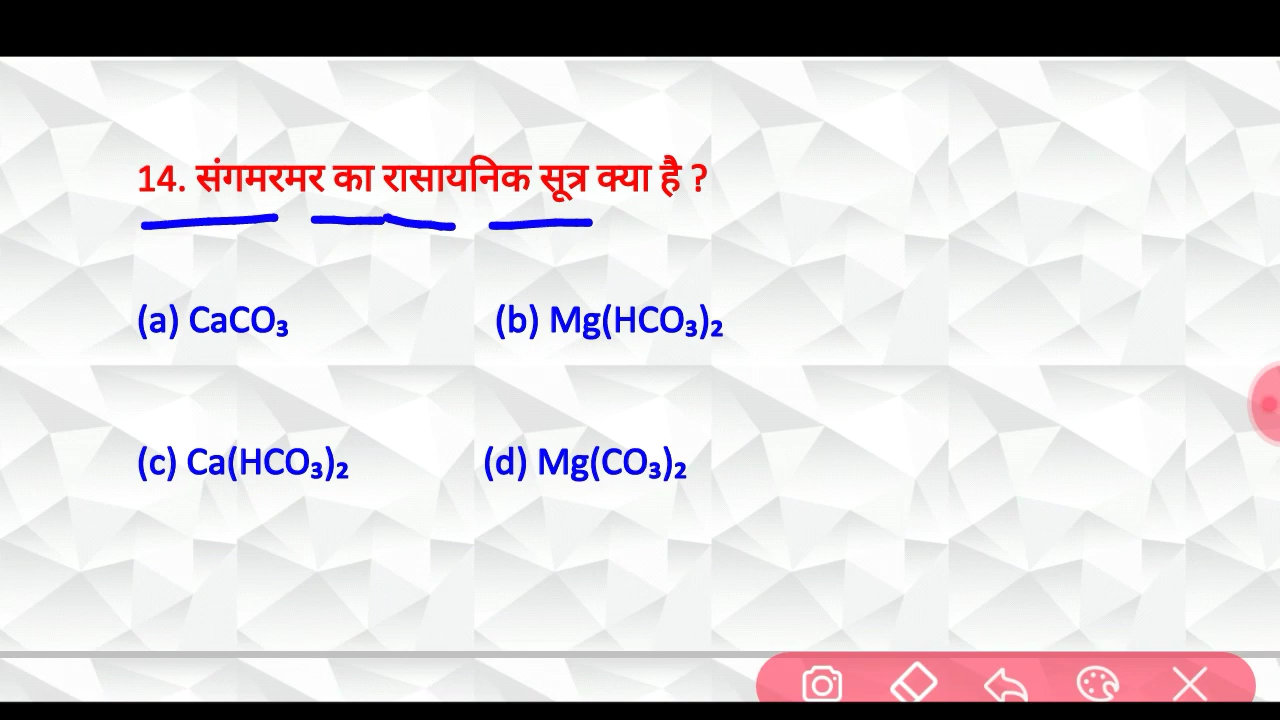 14. संगमरमर का रासायनिक सूत्र क्या है ?
(a) CaCO₃ (b) Mg(HCO₃)₂
(c) Ca(HCO₃)₂ (d) Mg(CO₃)₂